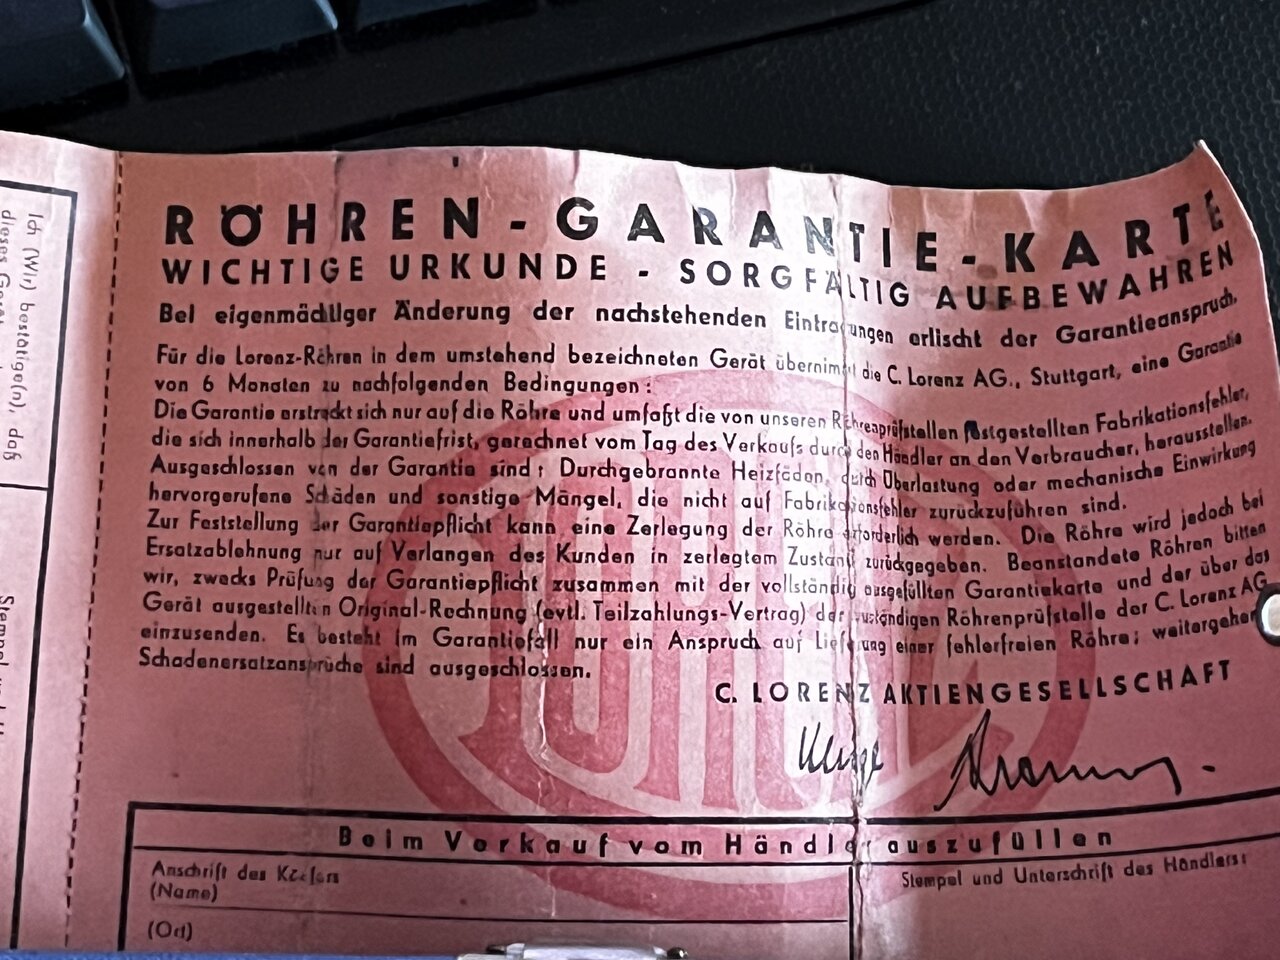 Ich (Wir) bestätige(n), daß
dieses
RÖHREN-GARANTIE-KARTE
WICHTIGE URKUNDE - SORGFÄLTIG AUFBEWAHREN
Bei eigenmächtiger Änderung der nachstehenden Eintragungen erlischt der Garantieanspruch.
Für die Lorenz-Röhren in dem umstehend bezeichneten Gerät übernimmt die C. Lorenz AG., Stuttgart, eine Garantie
von 6 Monaten zu nachfolgenden Bedingungen:
Die Garantie erstreckt sich nur auf die Röhre und umfaßt die von unseren Röhrenprüfstellen festgestellten Fabrikationsfehler,
die sich innerhalb der Garantiefrist, gerechnet vom Tag des Verkaufs durch den Händler an den Verbraucher, herausstellen.
Ausgeschlossen von der Garantie sind: Durchgebrannte Heizfäden, durch Überlastung oder mechanische Einwirkung
hervorgerufene Schäden und sonstige Mängel, die nicht auf Fabrikationsfehler zurückzuführen sind.
Zur Feststellung der Garantiepflicht kann eine Zerlegung der Röhre erforderlich werden. Die Röhre wird jedoch bei
Ersatzablehnung nur auf Verlangen des Kunden in zerlegtem Zustand zurückgegeben. Beanstandete Röhren bitten
wir, zwecks Prüfung der Garantiepflicht zusammen mit der vollständig ausgefüllten Garantiekarte und der über das
Gerät ausgestellten Original-Rechnung (evtl. Teilzahlungs-Vertrag) der zuständigen Röhrenprüfstelle der C. Lorenz AG
einzusenden. Es besteht im Garantiefall nur ein Anspruch auf Lieferung einer fehlerfreien Röhre; weitergehen
Schadenersatzansprüche sind ausgeschlossen.
C. LORENZ AKTIENGESELLSCHAFT
Beim Verkauf vom Händler auszufüllen
Anschrift des Käufers
(Name)
(Ort)
Stempel und Unterschrift des Händlers: